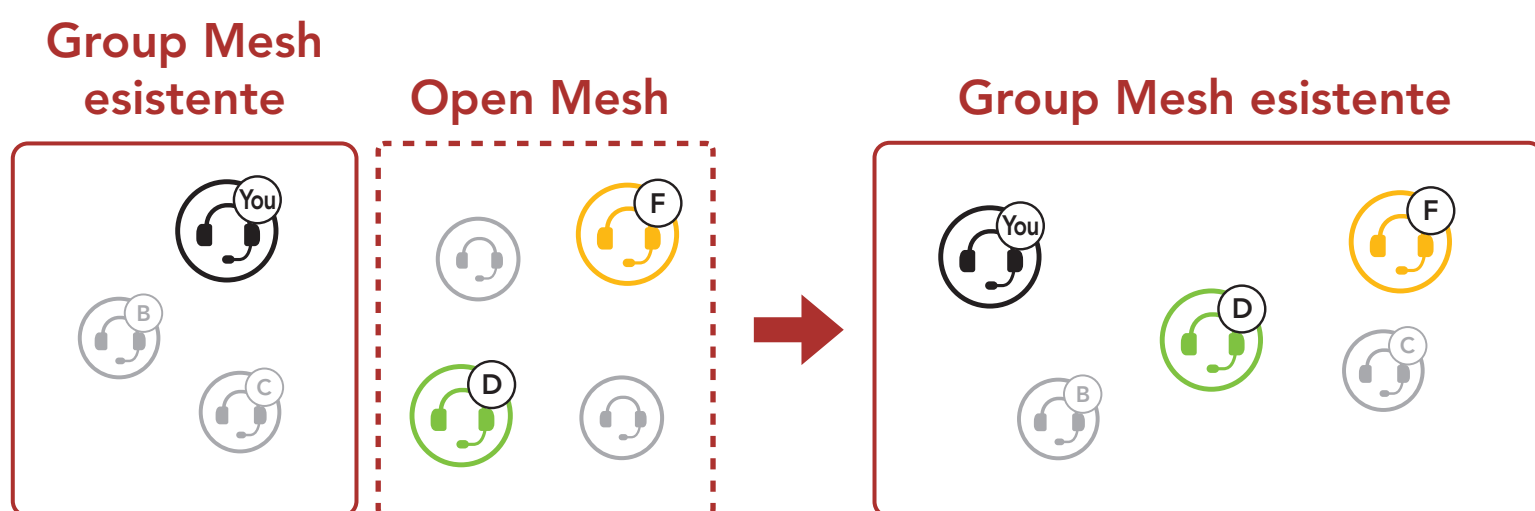 Group Mesh
esistente
Open Mesh
Group Mesh esistente
You
B
C
F
D
You
F
D
C
B